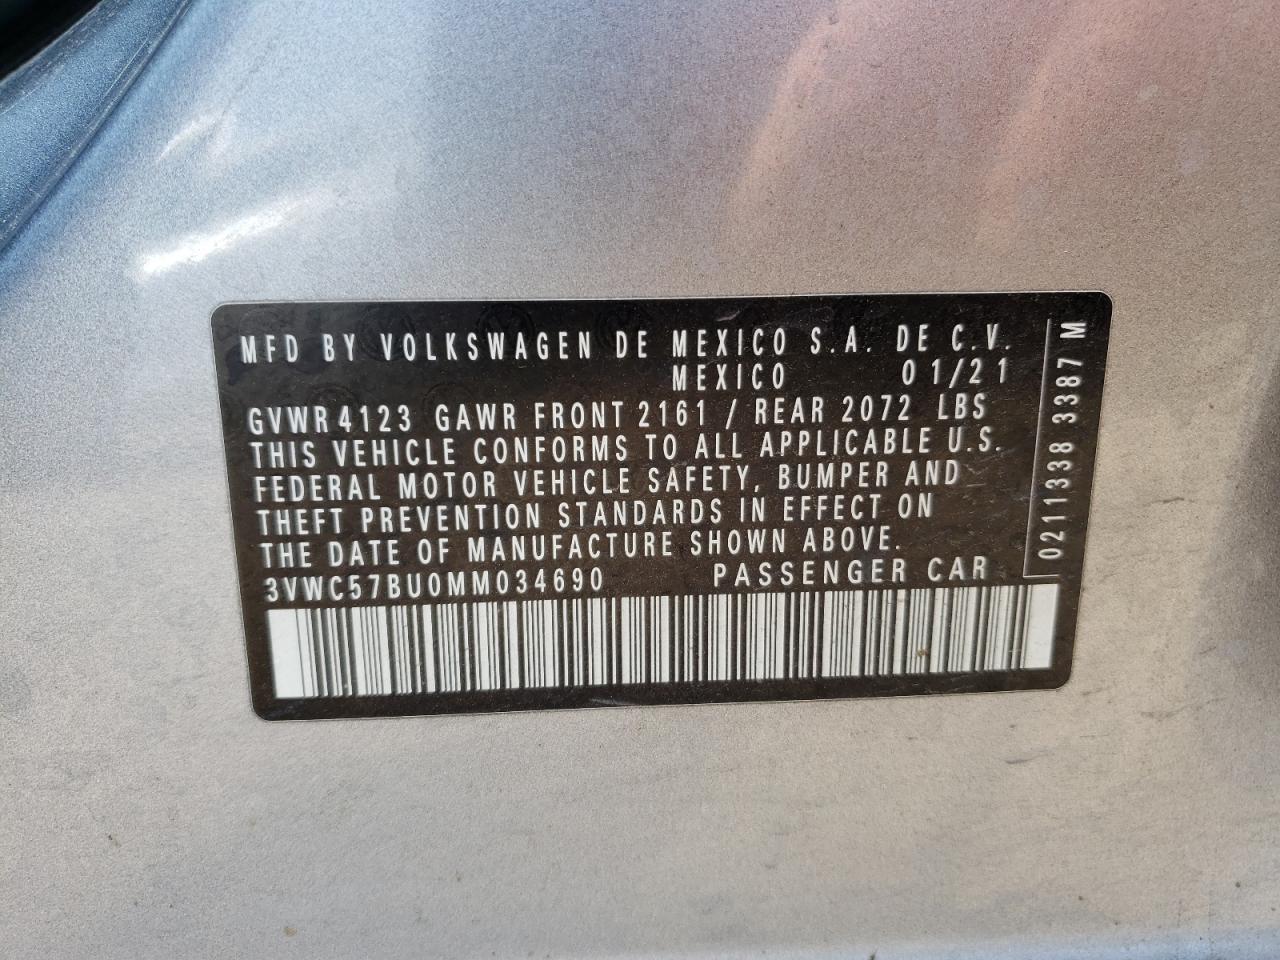 MFD BY VOLKSWAGEN DE MEXICO S.A. DE C.V.
MEXICO 01/21
GVWR 4123 GAWR FRONT 2161 / REAR 2072 LBS
THIS VEHICLE CONFORMS TO ALL APPLICABLE U.S.
FEDERAL MOTOR VEHICLE SAFETY, BUMPER AND
THEFT PREVENTION STANDARDS IN EFFECT ON
THE DATE OF MANUFACTURE SHOWN ABOVE.
3VWC57BU0MM034690 PASSENGER CAR
0211338 3387 M